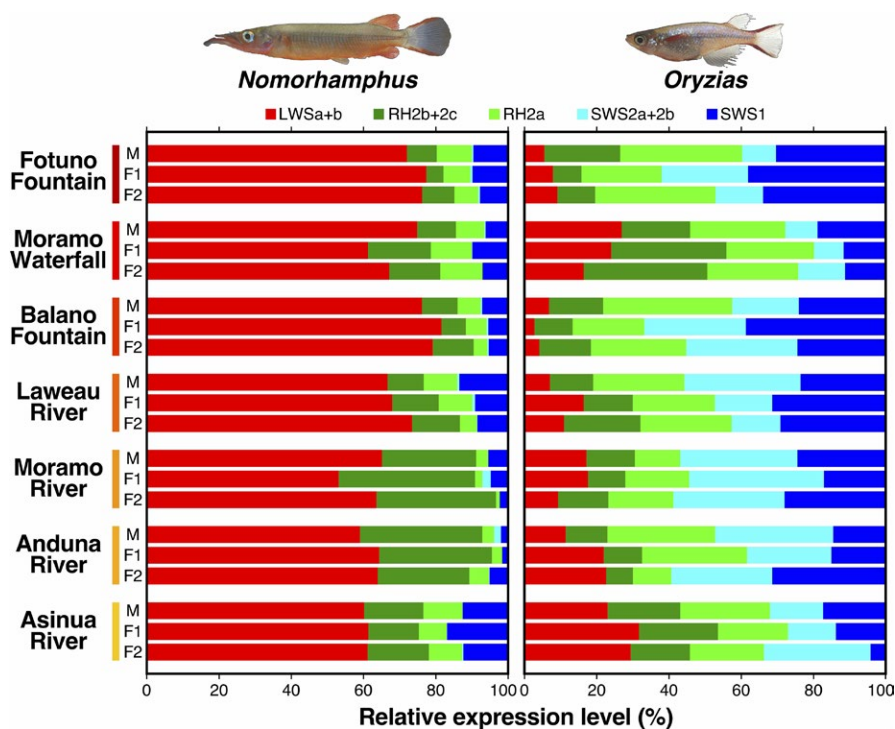 Nomorhamphus Oryzias
LWSa+b RH2b+2c RH2a SWS2a+2b SWS1
Fotuno
Fountain
M
F1
F2
Moramo
Waterfall
M
F1
F2
Balano
Fountain
M
F1
F2
Laweau
River
M
F1
F2
Moramo
River
M
F1
F2
Anduna
River
M
F1
F2
Asinua
River
M
F1
F2
0 20 40 60 80 100 0 20 40 60 80 100
Relative expression level (%)